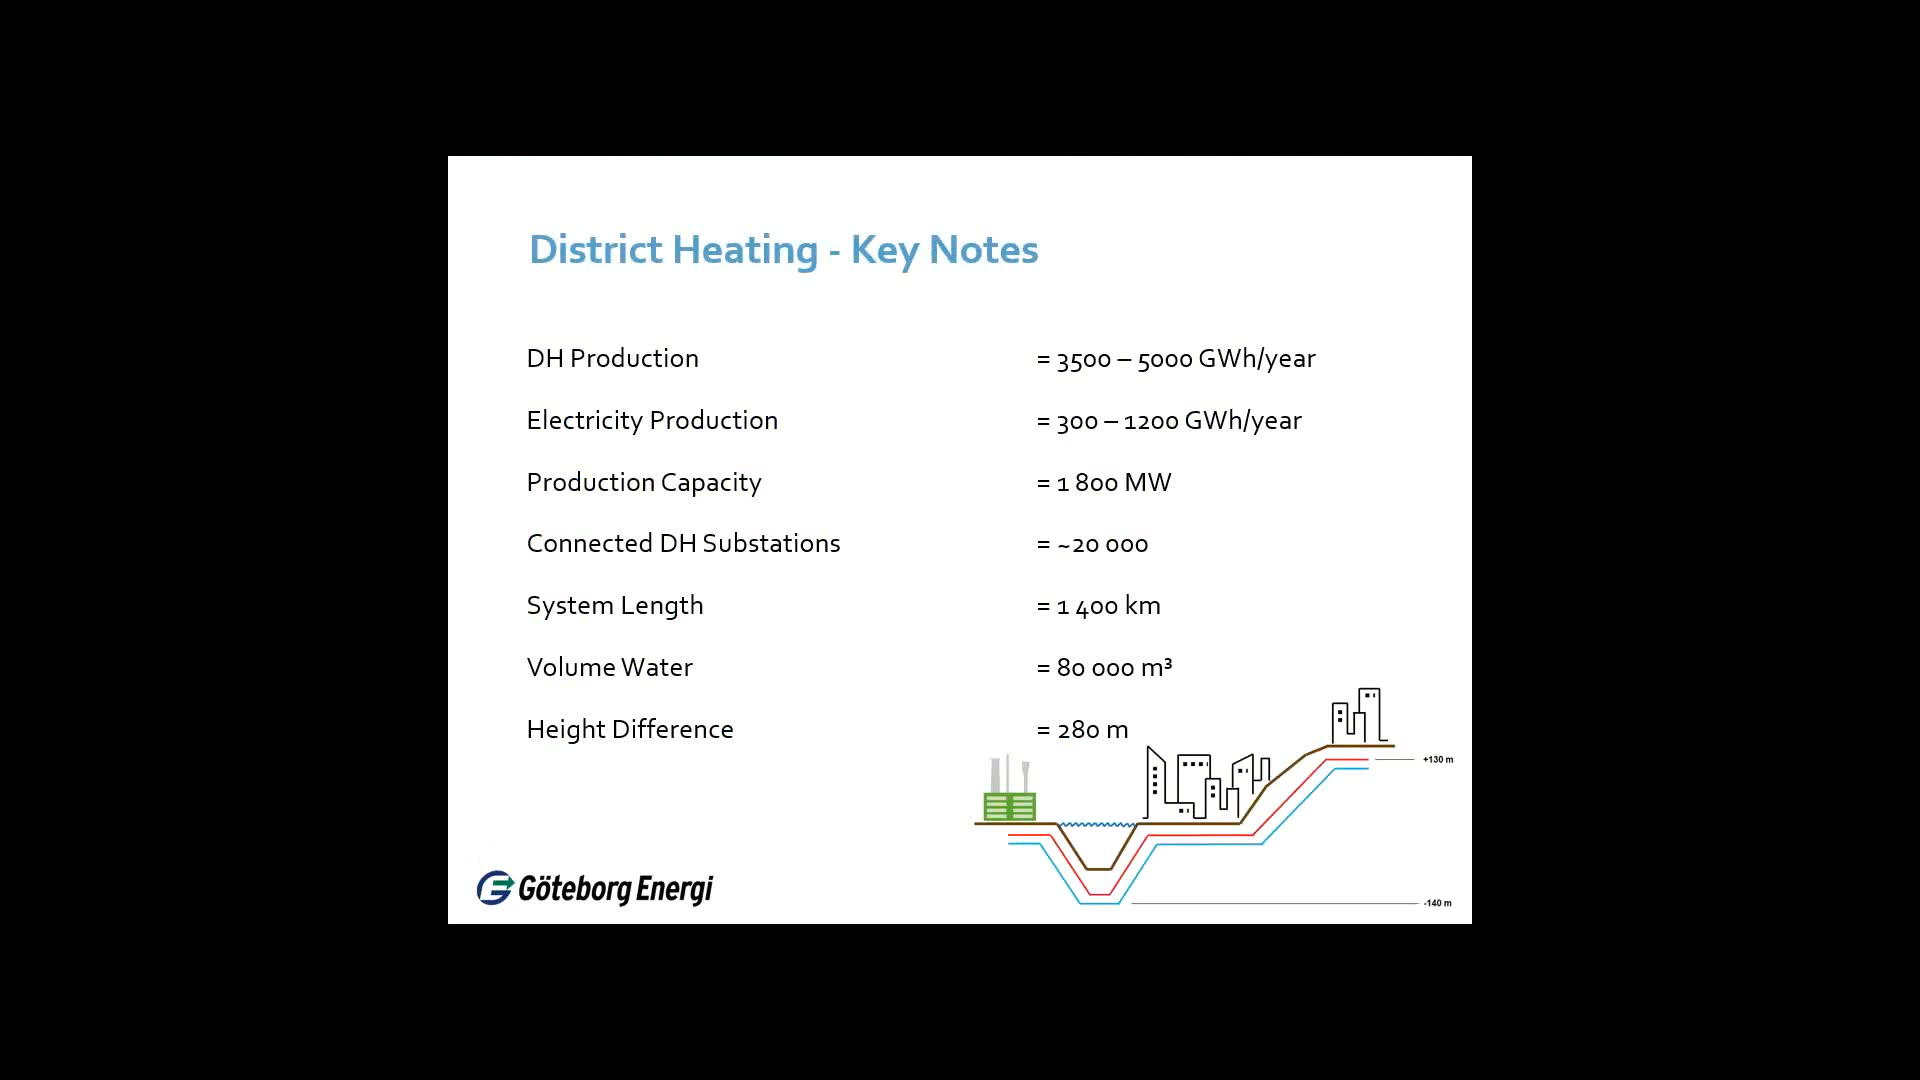 District Heating - Key Notes
DH Production = 3500 – 5000 GWh/year
Electricity Production = 300 – 1200 GWh/year
Production Capacity = 1 800 MW
Connected DH Substations = ~20 000
System Length = 1 400 km
Volume Water = 80 000 m³
Height Difference = 280 m
+130 m
-140 m
Göteborg Energi